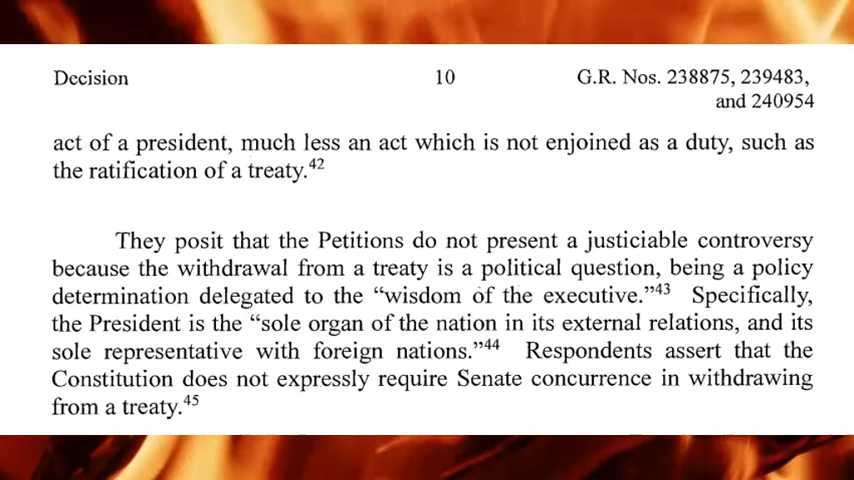 Decision 10 G.R. Nos. 238875, 239483,
and 240954
act of a president, much less an act which is not enjoined as a duty, such as
the ratification of a treaty.42
They posit that the Petitions do not present a justiciable controversy
because the withdrawal from a treaty is a political question, being a policy
determination delegated to the “wisdom of the executive.”43 Specifically,
the President is the “sole organ of the nation in its external relations, and its
sole representative with foreign nations.”44 Respondents assert that the
Constitution does not expressly require Senate concurrence in withdrawing
from a treaty.45